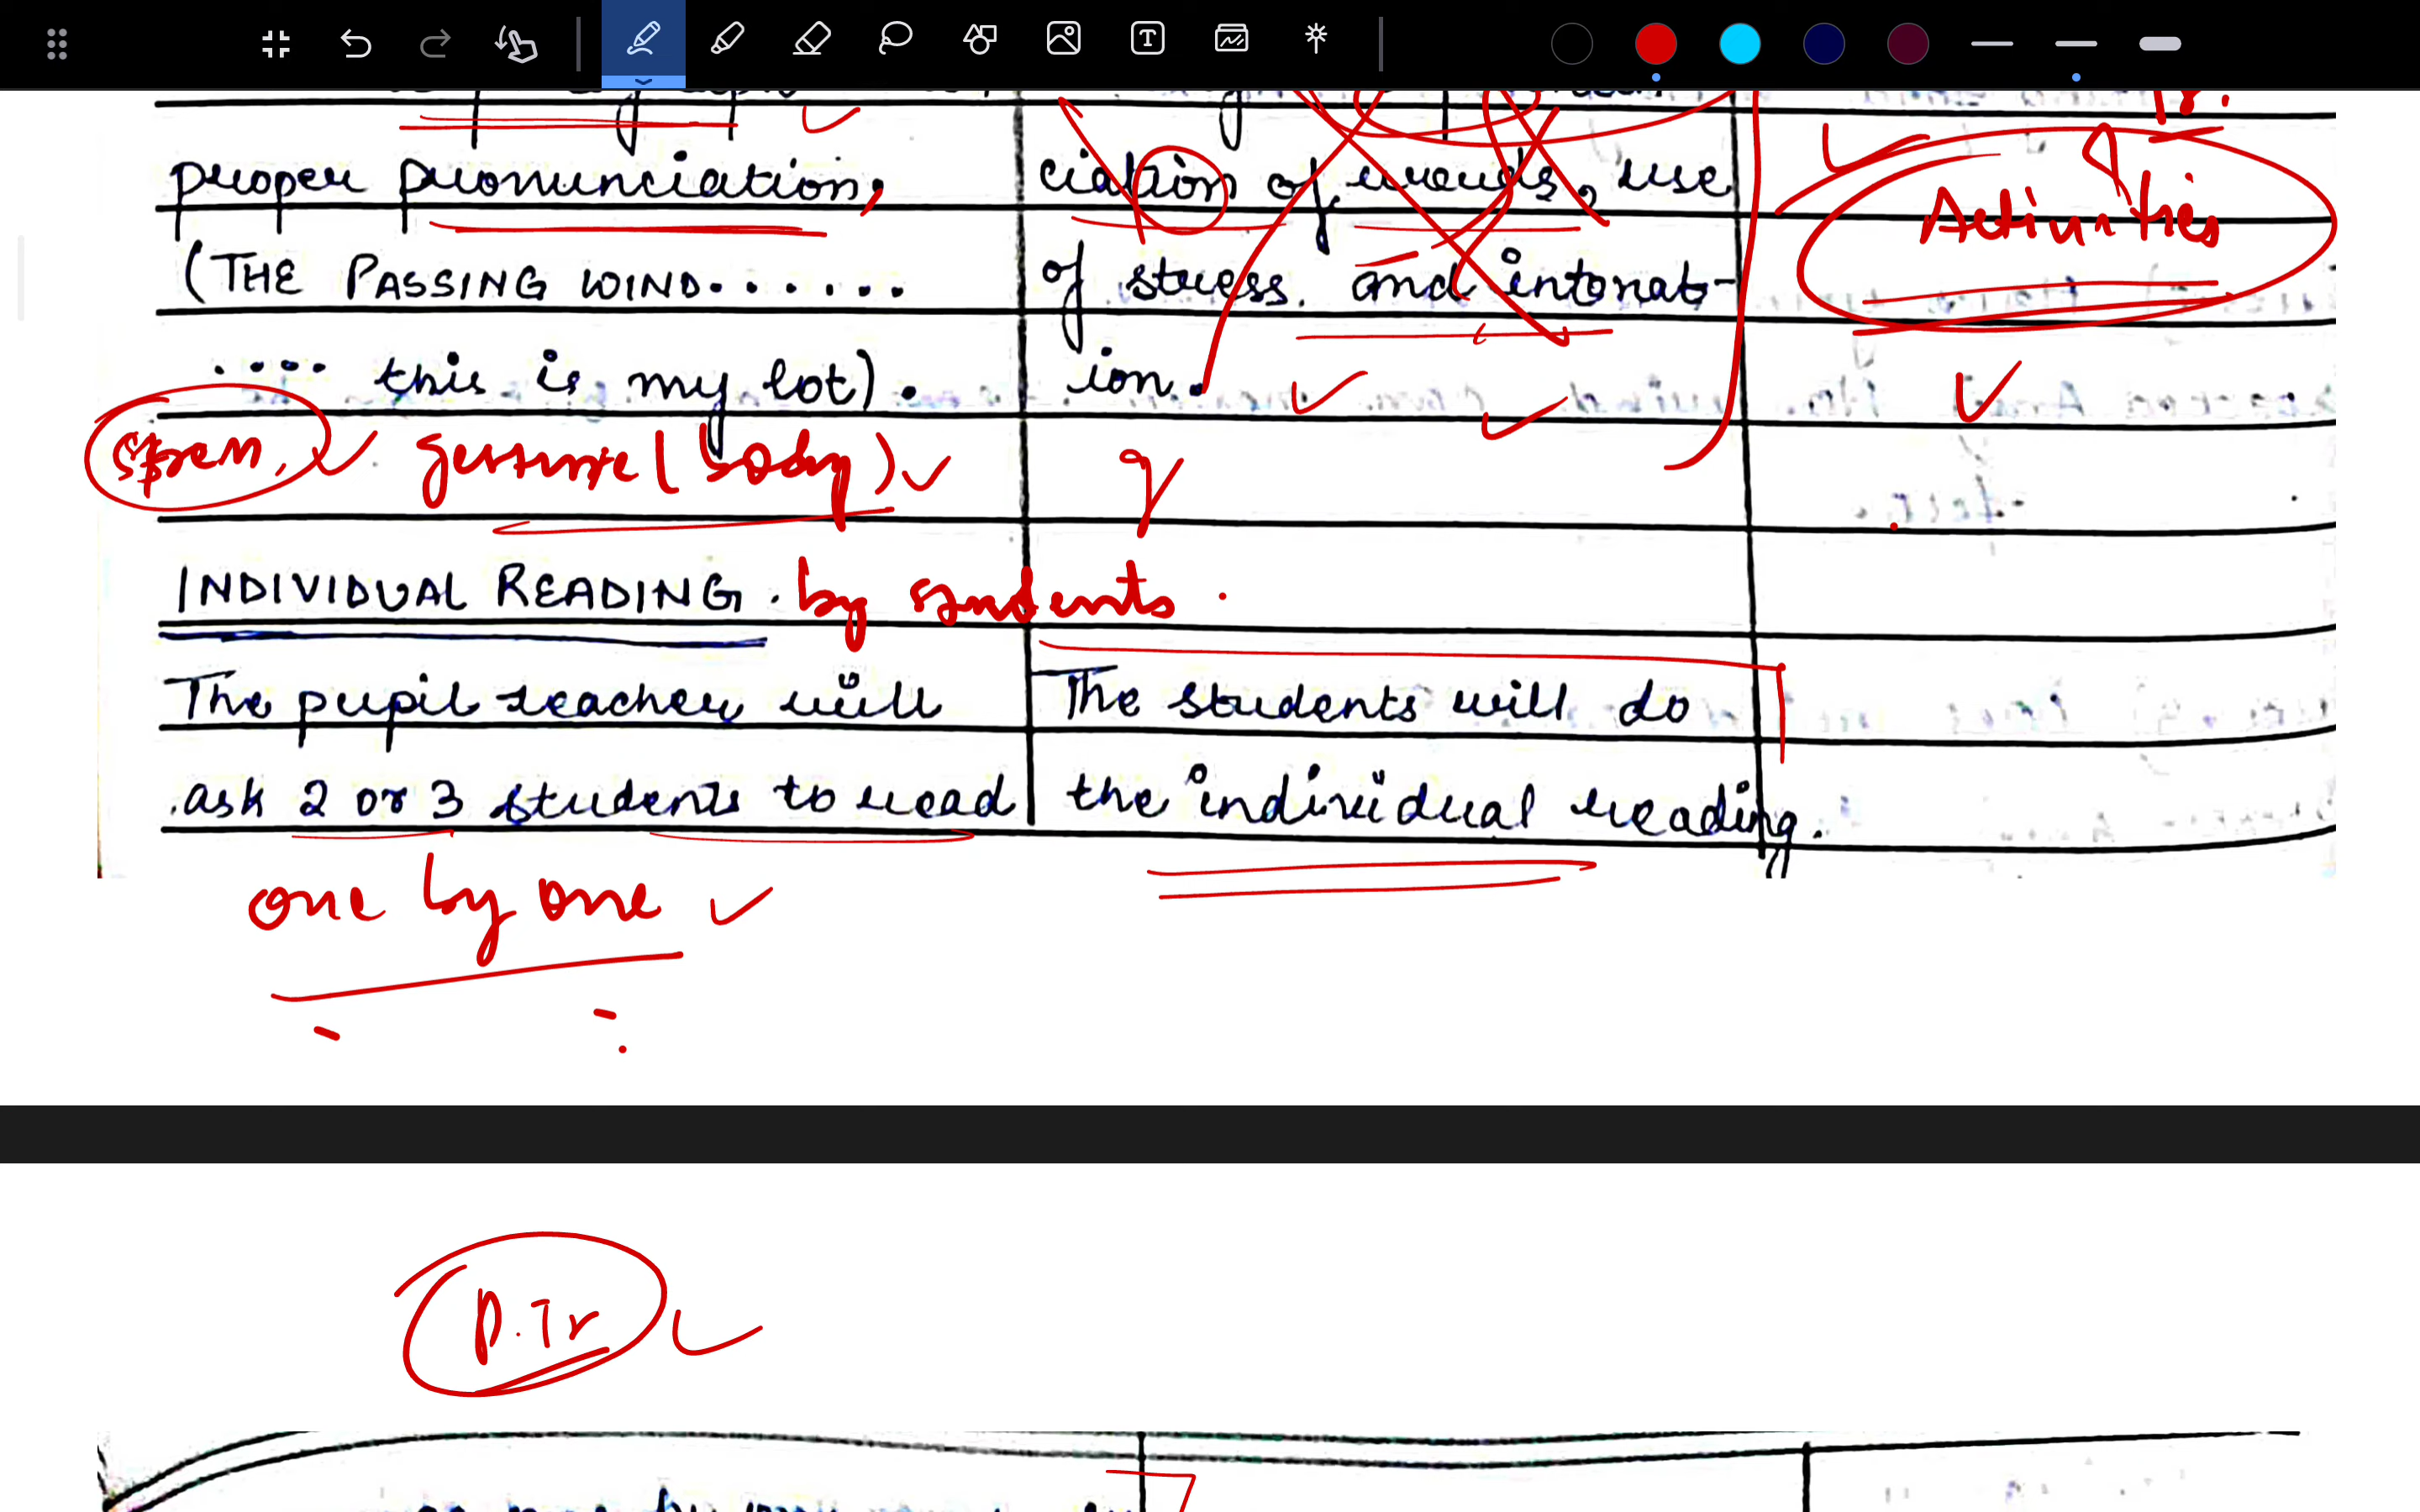 proper pronunciation,
(THE PASSING WIND......
.... this is my lot).
ciation of words, use
of stress. and intonat-
ion.
Activities
stress, gesture (body)
INDIVIDUAL READING. by students.
The pupil teacher will
ask 2 or 3 students to read
The students will do
the individual reading.
one by one
P.Tr